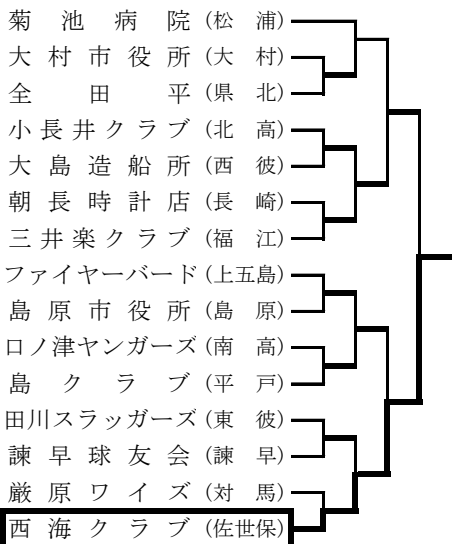 菊池病院(松浦)
大村市役所(大村)
全田平(県北)
小長井クラブ(北高)
大島造船所(西彼)
朝長時計店(長崎)
三井楽クラブ(福江)
ファイヤーバード(上五島)
島原市役所(島原)
口ノ津ヤンガーズ(南高)
島クラブ(平戸)
田川スラッガーズ(東彼)
諫早球友会(諫早)
厳原ワイズ(対馬)
西海クラブ(佐世保)